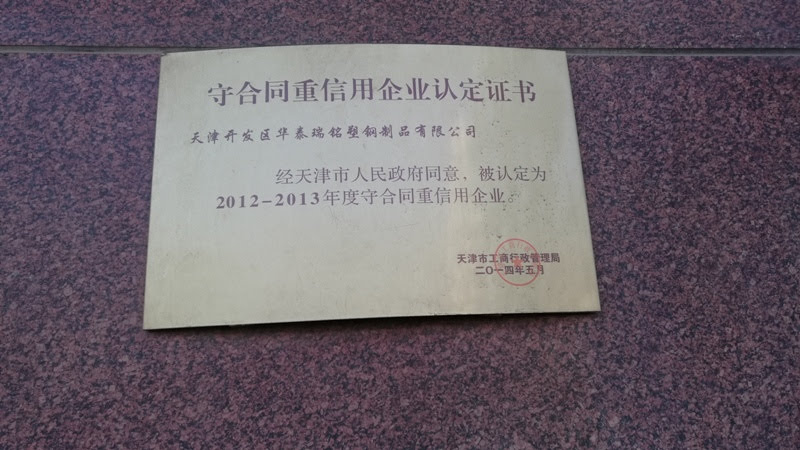 守合同重信用企业认定证书
天津开发区华泰瑞铭塑钢制品有限公司
经天津市人民政府同意，被认定为
2012-2013年度守合同重信用企业。
天津市工商行政管理局
二〇一四年五月